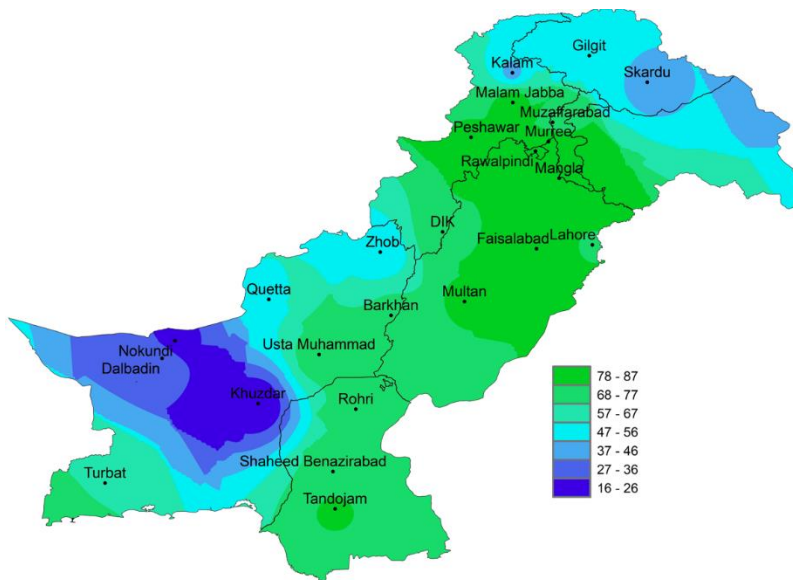 Gilgit
Kalam
Skardu
Malam Jabba
Muzaffarabad
Peshawar
Murree
Rawalpindi
Mangla
DIK
Zhob
Faisalabad
Lahore
Quetta
Multan
Barkhan
Usta Muhammad
Nokundi
Dalbadin
Khuzdar
Rohri
Turbat
Shaheed Benazirabad
Tandojam
78 - 87
68 - 77
57 - 67
47 - 56
37 - 46
27 - 36
16 - 26